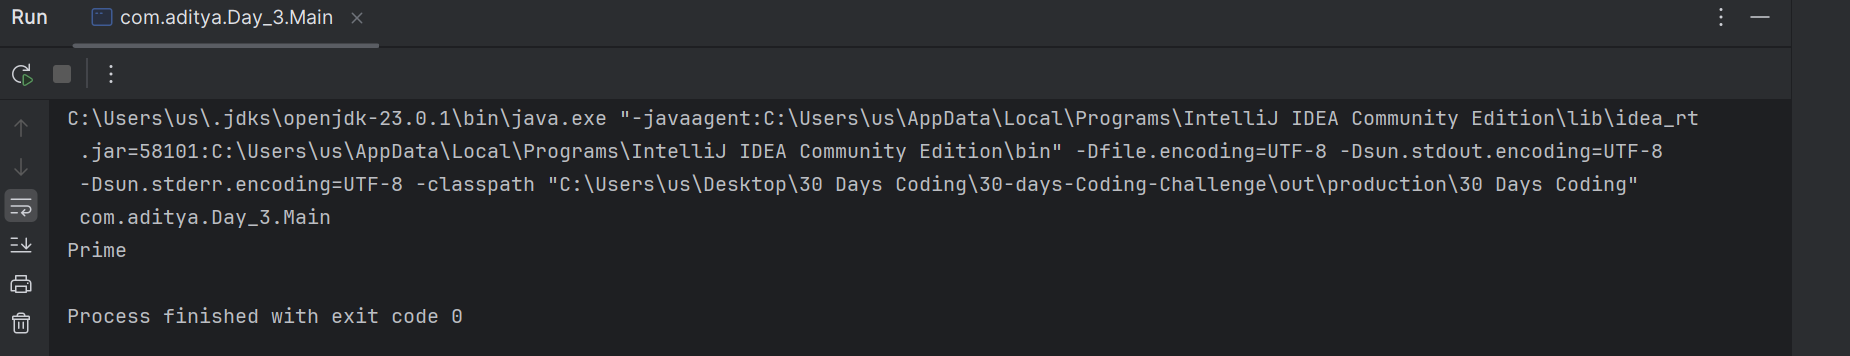 Run com.aditya.Day_3.Main
C:\Users\us\.jdks\openjdk-23.0.1\bin\java.exe "-javaagent:C:\Users\us\AppData\Local\Programs\IntelliJ IDEA Community Edition\lib\idea_rt
.jar=58101:C:\Users\us\AppData\Local\Programs\IntelliJ IDEA Community Edition\bin" -Dfile.encoding=UTF-8 -Dsun.stdout.encoding=UTF-8
-Dsun.stderr.encoding=UTF-8 -classpath "C:\Users\us\Desktop\30 Days Coding\30-days-Coding-Challenge\out\production\30 Days Coding"
com.aditya.Day_3.Main
Prime
Process finished with exit code 0